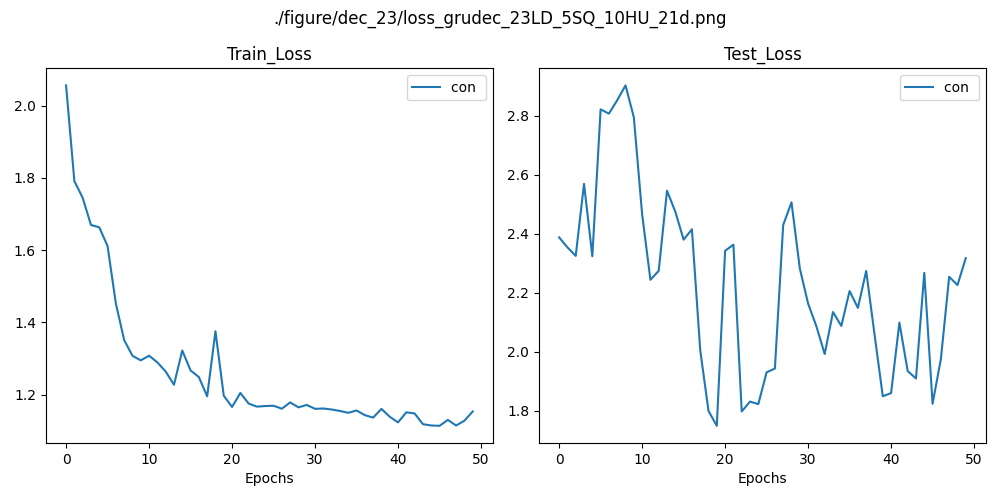 ./figure/dec_23/loss_grudec_23LD_5SQ_10HU_21d.png
Train_Loss
con
2.0
1.8
1.6
1.4
1.2
0 10 20 30 40 50
Epochs
Test_Loss
con
2.8
2.6
2.4
2.2
2.0
1.8
0 10 20 30 40 50
Epochs